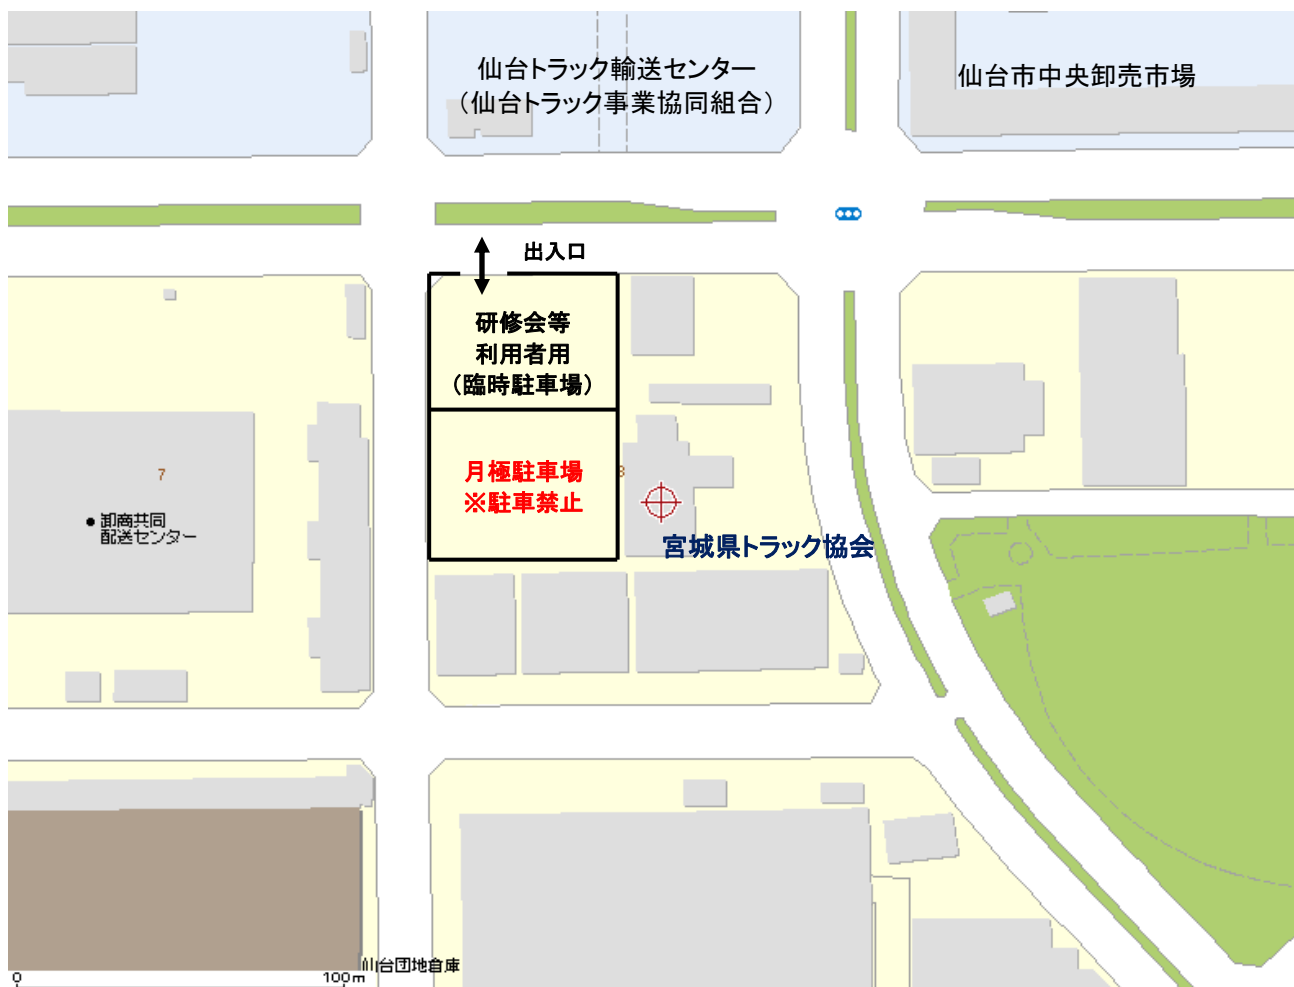 仙台トラック輸送センター
（仙台トラック事業協同組合）
仙台市中央卸売市場
出入口
研修会等
利用者用
（臨時駐車場）
月極駐車場
※駐車禁止
7
8
卸商共同
配送センター
宮城県トラック協会
仙台団地倉庫
0
100m